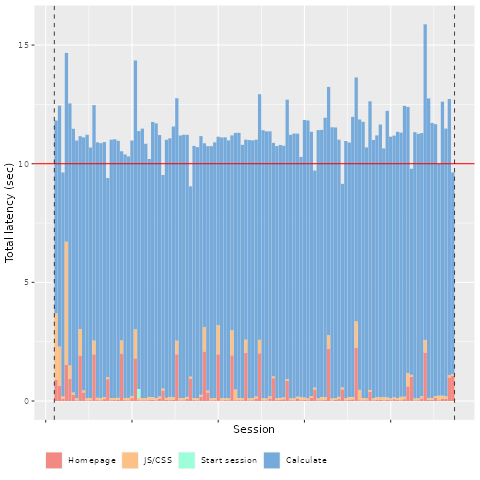 15
10
5
0
Total latency (sec)
Session
Homepage JS/CSS Start session Calculate